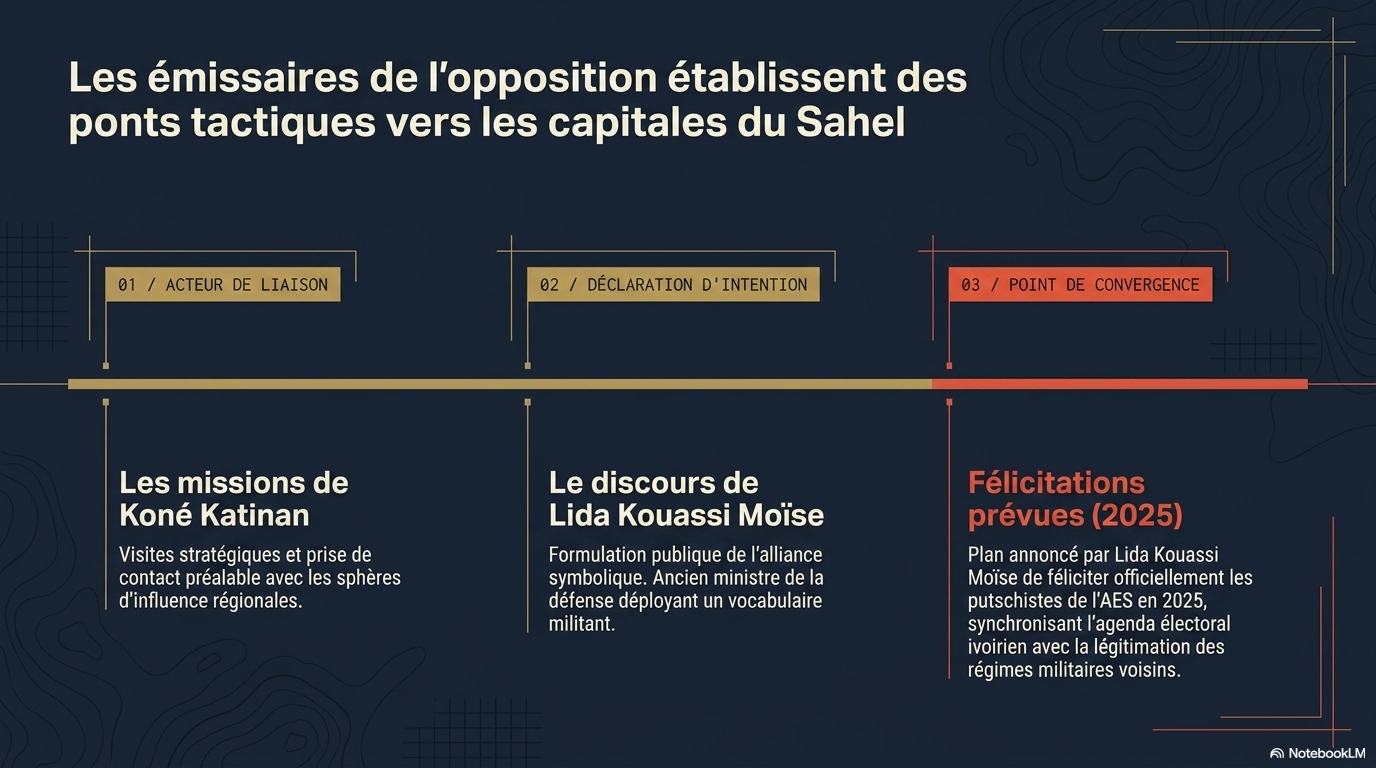 Les émissaires de l'opposition établissent des
ponts tactiques vers les capitales du Sahel
01 / ACTEUR DE LIAISON
02 / DÉCLARATION D'INTENTION
03 / POINT DE CONVERGENCE
Les missions de
Koné Katinan
Visites stratégiques et prise de
contact préalable avec les sphères
d'influence régionales.
Le discours de
Lida Kouassi Moïse
Formulation publique de l'alliance
symbolique. Ancien ministre de la
défense déployant un vocabulaire
militant.
Félicitations
prévues (2025)
Plan annoncé par Lida Kouassi
Moïse de féliciter officiellement les
putschistes de l'AES en 2025,
synchronisant l'agenda électoral
ivoirien avec la légitimation des
régimes militaires voisins.
NotebookLM